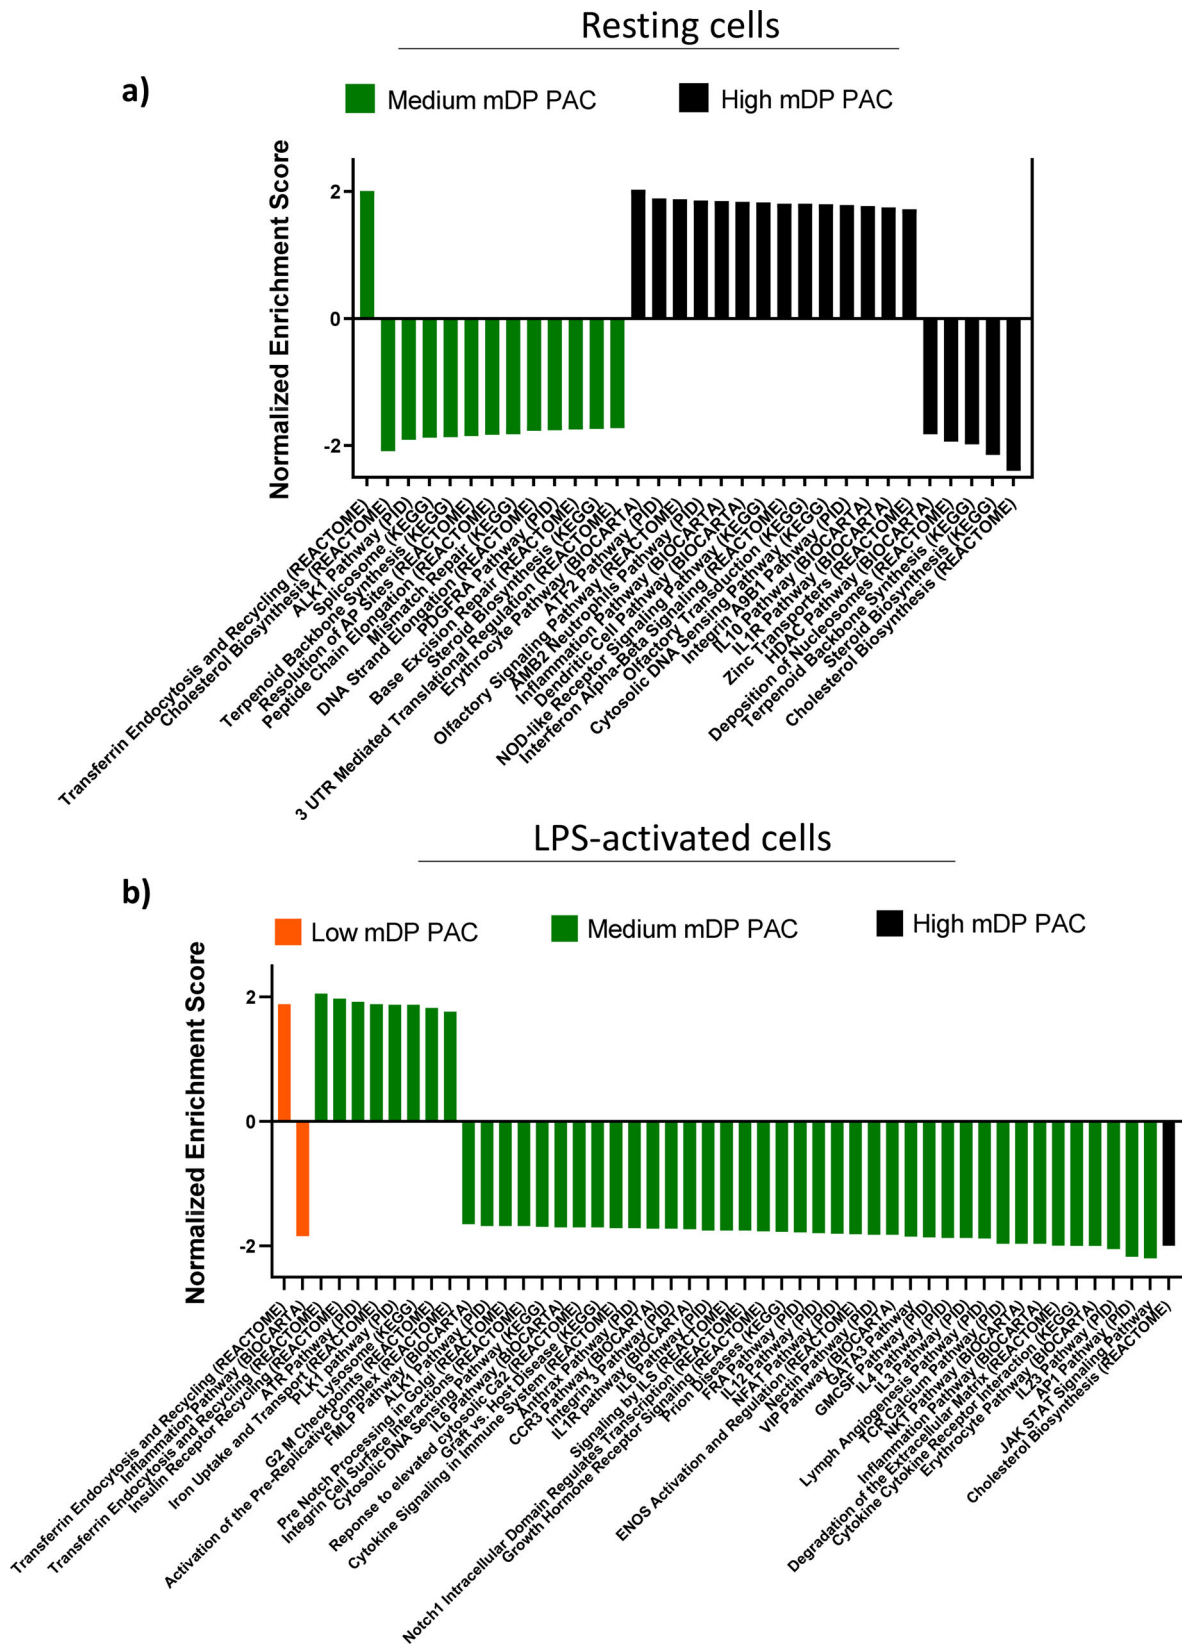 Resting cells
a)
Medium mDP PAC
High mDP PAC
Normalized Enrichment Score
2
0
-2
Transferrin Endocytosis and Recycling (REACTOME)
Cholesterol Biosynthesis (REACTOME)
ALK1 Pathway (PID)
Splicosome (KEGG)
Terpenoid Backbone Synthesis (KEGG)
Resolution of AP Sites (REACTOME)
Peptide Chain Elongation (REACTOME)
Mismatch Repair (KEGG)
DNA Strand Elongation (REACTOME)
PDGFRA Pathway (PID)
Base Excision Repair (REACTOME)
Steroid Biosynthesis (KEGG)
3 UTR Mediated Translational Regulation (REACTOME)
Erythrocyte Pathway (BIOCARTA)
ATF2 Pathway (PID)
Olfactory Signaling Pathway (REACTOME)
AMB2 Neutrophils Pathway (PID)
Inflammation Pathway (BIOCARTA)
Dendritic Cell Pathway (BIOCARTA)
NOD-like Receptor Signaling Pathway (KEGG)
Interferon Alpha-Beta Signaling (REACTOME)
Olfactory Transduction (KEGG)
Cytosolic DNA Sensing Pathway (KEGG)
Integrin A9B1 Pathway (PID)
IL10 Pathway (BIOCARTA)
IL1R Pathway (BIOCARTA)
Zinc Transporters (REACTOME)
HDAC Pathway (BIOCARTA)
Deposition of Nucleosomes (REACTOME)
Terpenoid Backbone Synthesis (KEGG)
Steroid Biosynthesis (KEGG)
Cholesterol Biosynthesis (REACTOME)
LPS-activated cells
b)
Low mDP PAC
Medium mDP PAC
High mDP PAC
Normalized Enrichment Score
2
0
-2
Transferrin Endocytosis and Recycling (REACTOME)
Inflammation Pathway (BIOCARTA)
Transferrin Endocytosis and Recycling (REACTOME)
Insulin Receptor Recycling (REACTOME)
PLK1 Pathway (PID)
Iron Uptake and Transport (REACTOME)
ATR pathway (PID)
Lysosome (KEGG)
G2 M Checkpoints (REACTOME)
Activation of the Pre-Replicative Complex (REACTOME)
FMLP Pathway (BIOCARTA)
ALK1 Pathway (PID)
Pre Notch Processing in Golgi (REACTOME)
Integrin Cell Surface Interactions (REACTOME)
Cytosolic DNA Sensing Pathway (KEGG)
IL6 Pathway (BIOCARTA)
Reponse to elevated cytosolic Ca2 (REACTOME)
Graft vs. Host Disease (KEGG)
Cytokine Signaling in Immune System (REACTOME)
Anthrax Pathway (PID)
CCR3 Pathway (BIOCARTA)
Integrin 3 Pathway (PID)
IL1R pathway (BIOCARTA)
IL6 Pathway (PID)
Signaling by ILS (REACTOME)
Notch1 Intracellular Domain Regulates Transcription (REACTOME)
Growth Hormone Receptor Signaling (REACTOME)
Prion Diseases (KEGG)
FRA Pathway (PID)
IL12 Pathway (PID)
NFAT Pathway (PID)
ENOS Activation and Regulation (REACTOME)
Nectin Pathway (PID)
VIP Pathway (BIOCARTA)
GATA3 Pathway
GMCSF Pathway (PID)
IL4 Pathway (PID)
IL3 Pathway (PID)
Lymph Angiogenesis Pathway (PID)
TCR Calcium Pathway (PID)
TNKT Pathway (BIOCARTA)
Inflammation Pathway (BIOCARTA)
Degradation of the Extracellular Matrix (REACTOME)
Cytokine Cytokine Receptor Interaction (KEGG)
Erythrocyte Pathway (BIOCARTA)
IL23 Pathway (PID)
AP1 Pathway (PID)
JAK STAT Signaling Pathway
Cholesterol Biosynthesis (REACTOME)